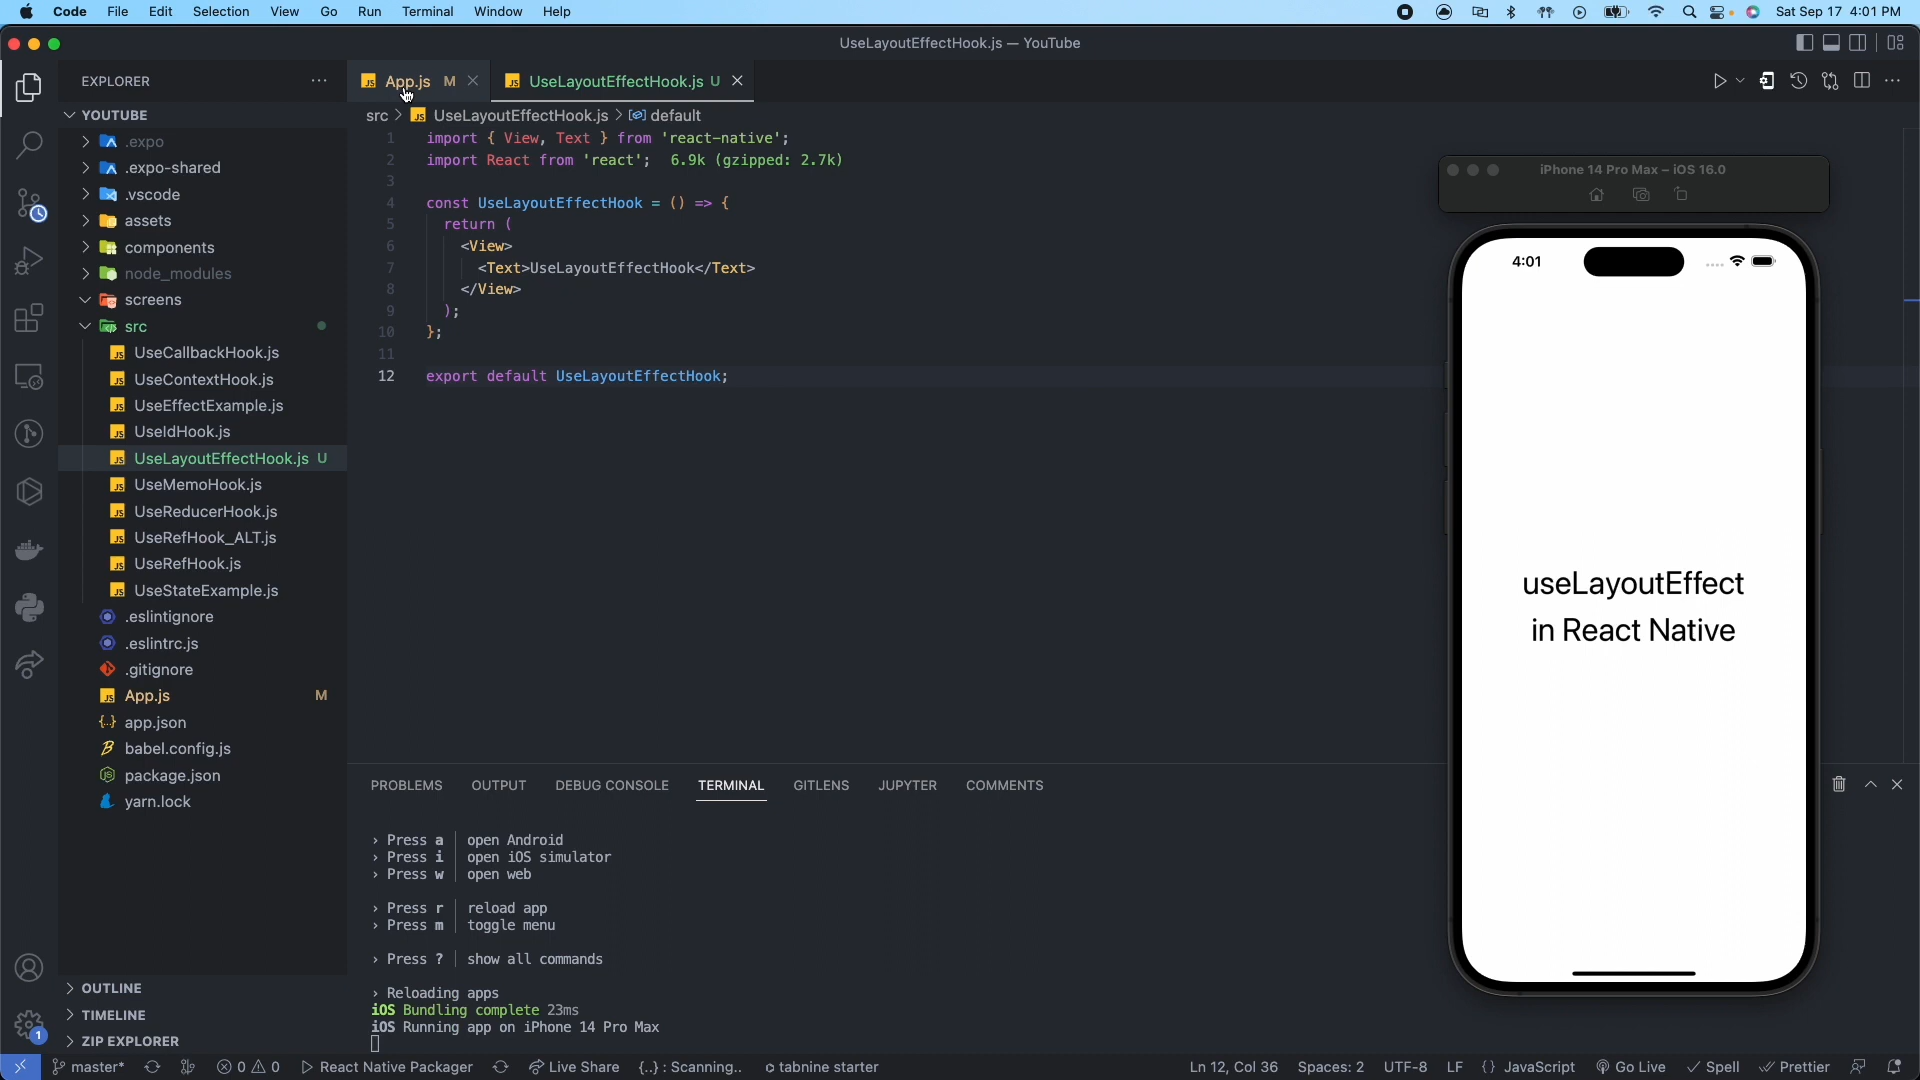 Code File Edit Selection View Go Run Terminal Window Help
Sat Sep 17 4:01 PM
UseLayoutEffectHook.js — YouTube
EXPLORER
YOUTUBE
.expo
.expo-shared
.vscode
assets
components
node_modules
screens
src
UseCallbackHook.js
UseContextHook.js
UseEffectExample.js
UseIdHook.js
UseLayoutEffectHook.js U
UseMemoHook.js
UseReducerHook.js
UseRefHook_ALT.js
UseRefHook.js
UseStateExample.js
.eslintignore
.eslintrc.js
.gitignore
App.js M
app.json
babel.config.js
package.json
yarn.lock
OUTLINE
TIMELINE
ZIP EXPLORER
App.js M
UseLayoutEffectHook.js U
src > UseLayoutEffectHook.js > default
1 import { View, Text } from 'react-native';
2 import React from 'react'; 6.9k (gzipped: 2.7k)
3
4 const UseLayoutEffectHook = () => {
5 return (
6 <View>
7 <Text>UseLayoutEffectHook</Text>
8 </View>
9 );
10 };
11
12 export default UseLayoutEffectHook;
PROBLEMS OUTPUT DEBUG CONSOLE TERMINAL GITLENS JUPYTER COMMENTS
› Press a | open Android
› Press i | open iOS simulator
› Press w | open web
› Press r | reload app
› Press m | toggle menu
› Press ? | show all commands
› Reloading apps
iOS Bundling complete 23ms
iOS Running app on iPhone 14 Pro Max
iPhone 14 Pro Max – iOS 16.0
4:01
useLayoutEffect
in React Native
1
master* 0 0 React Native Packager Live Share {..} : Scanning.. tabnine starter
Ln 12, Col 36 Spaces: 2 UTF-8 LF {} JavaScript Go Live Spell Prettier